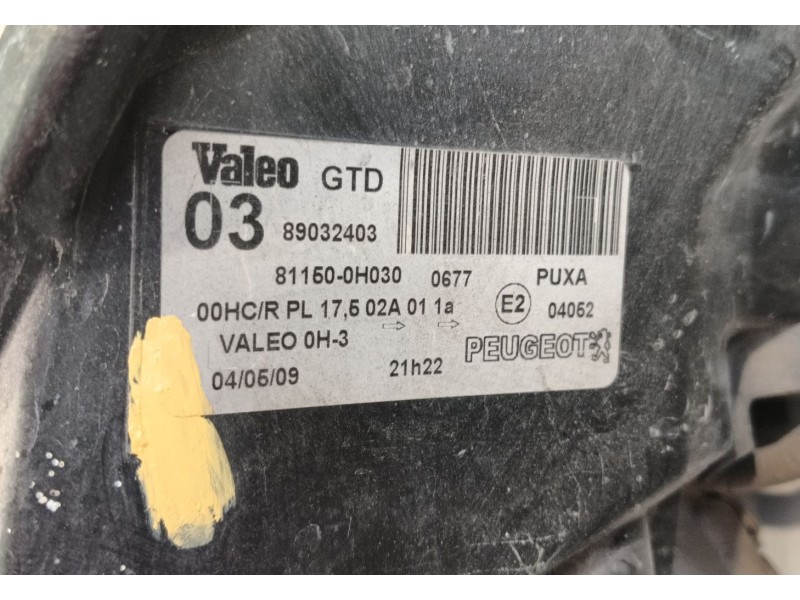 Valeo GTD
03 89032403
81150-0H030 0677 PUXA
00HC/R PL 17,5 02A 01 1a E2 04052
VALEO 0H-3 PEUGEOT
04/05/09 21h22